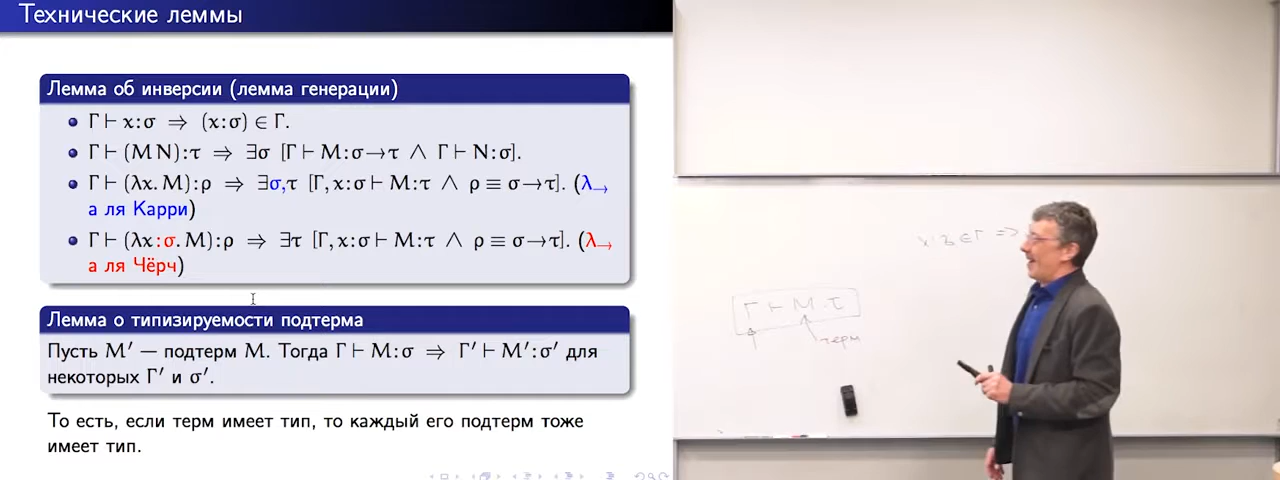 Технические леммы
Лемма об инверсии (лемма генерации)
Γ ⊢ x:σ ⇒ (x:σ) ∈ Γ.
Γ ⊢ (M N):τ ⇒ ∃σ [Γ ⊢ M:σ→τ ∧ Γ ⊢ N:σ].
Γ ⊢ (λx. M):ρ ⇒ ∃σ,τ [Γ, x:σ ⊢ M:τ ∧ ρ ≡ σ→τ]. (λ→
а ля Карри)
Γ ⊢ (λx:σ. M):ρ ⇒ ∃τ [Γ, x:σ ⊢ M:τ ∧ ρ ≡ σ→τ]. (λ→
а ля Чёрч)
Лемма о типизируемости подтерма
Пусть M′ — подтерм M. Тогда Γ ⊢ M:σ ⇒ Γ′ ⊢ M′:σ′ для
некоторых Γ′ и σ′.
То есть, если терм имеет тип, то каждый его подтерм тоже
имеет тип.
∈ Γ ⇒
Γ ⊢ M:τ
терм